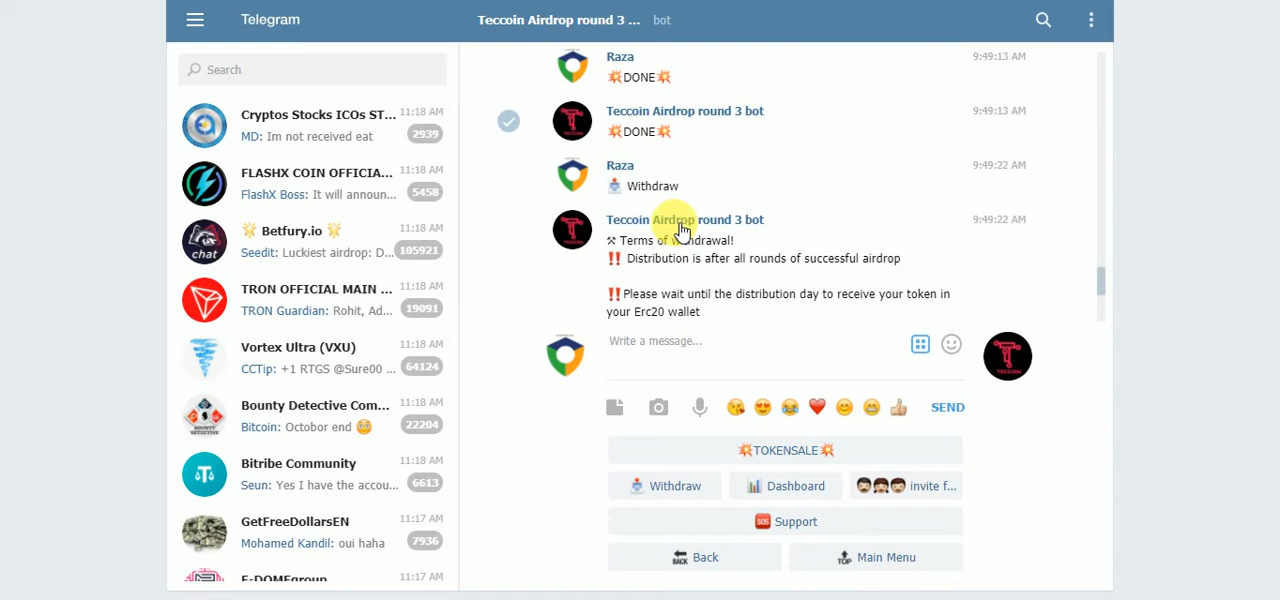 Telegram
Teccoin Airdrop round 3 ... bot
Search
Cryptos Stocks ICOs ST... 11:18 AM
MD: Im not received eat 2939
FLASHX COIN OFFICIA... 11:18 AM
FlashX Boss: It will announ... 5458
🌟 Betfury.io 🌟 11:18 AM
Seedit: Luckiest airdrop: D... 105921
TRON OFFICIAL MAIN ... 11:18 AM
TRON Guardian: Rohit, Ad... 19091
Vortex Ultra (VXU) 11:18 AM
CCTip: +1 RTGS @Sure00 ... 64124
Bounty Detective Com... 11:18 AM
Bitcoin: Octobor end 😁 22204
Bitribe Community 11:18 AM
Seun: Yes I have the accou... 6613
GetFreeDollarsEN 11:17 AM
Mohamed Kandil: oui haha 7936
E-DOMEgroup 11:17 AM
Raza 9:49:13 AM
💥DONE💥
Teccoin Airdrop round 3 bot 9:49:13 AM
💥DONE💥
Raza 9:49:22 AM
📩 Withdraw
Teccoin Airdrop round 3 bot 9:49:22 AM
⚒ Terms of withdrawal!
‼️ Distribution is after all rounds of successful airdrop
‼️Please wait until the distribution day to receive your token in
your Erc20 wallet
Write a message...
SEND
💥TOKENSALE💥
📩 Withdraw
📊 Dashboard
👨👩👦 invite f...
🆘 Support
🔙 Back
🔝 Main Menu
chat
TECCOIN
BOUNTY
DETECTIVE